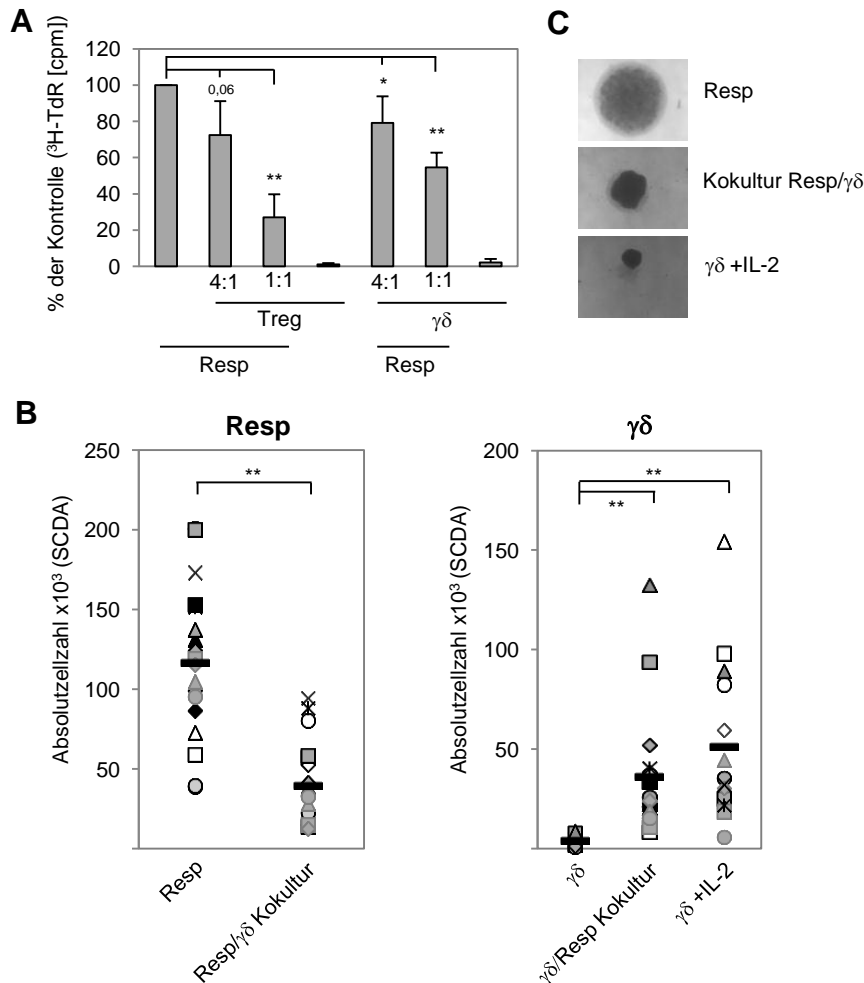 A
% der Kontrolle (³H-TdR [cpm])
120
100
80
60
40
20
0
0,06
**
*
**
4:1
1:1
4:1
1:1
Treg
γδ
Resp
Resp
C
Resp
Kokultur Resp/γδ
γδ +IL-2
B
Resp
Absolutzellzahl x10³ (SCDA)
250
200
150
100
50
**
Resp
Resp/γδ Kokultur
γδ
Absolutzellzahl x10³ (SCDA)
200
150
100
50
**
**
γδ
γδ/Resp Kokultur
γδ +IL-2